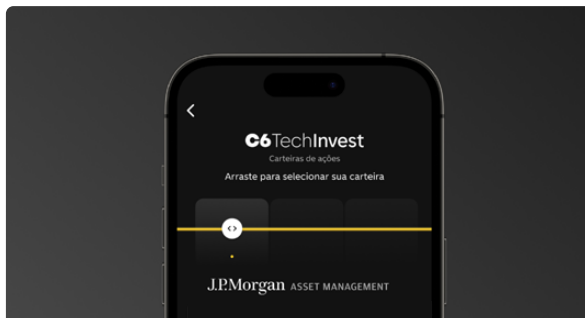 C6TechInvest
Carteiras de ações
Arraste para selecionar sua carteira
J.P.Morgan ASSET MANAGEMENT